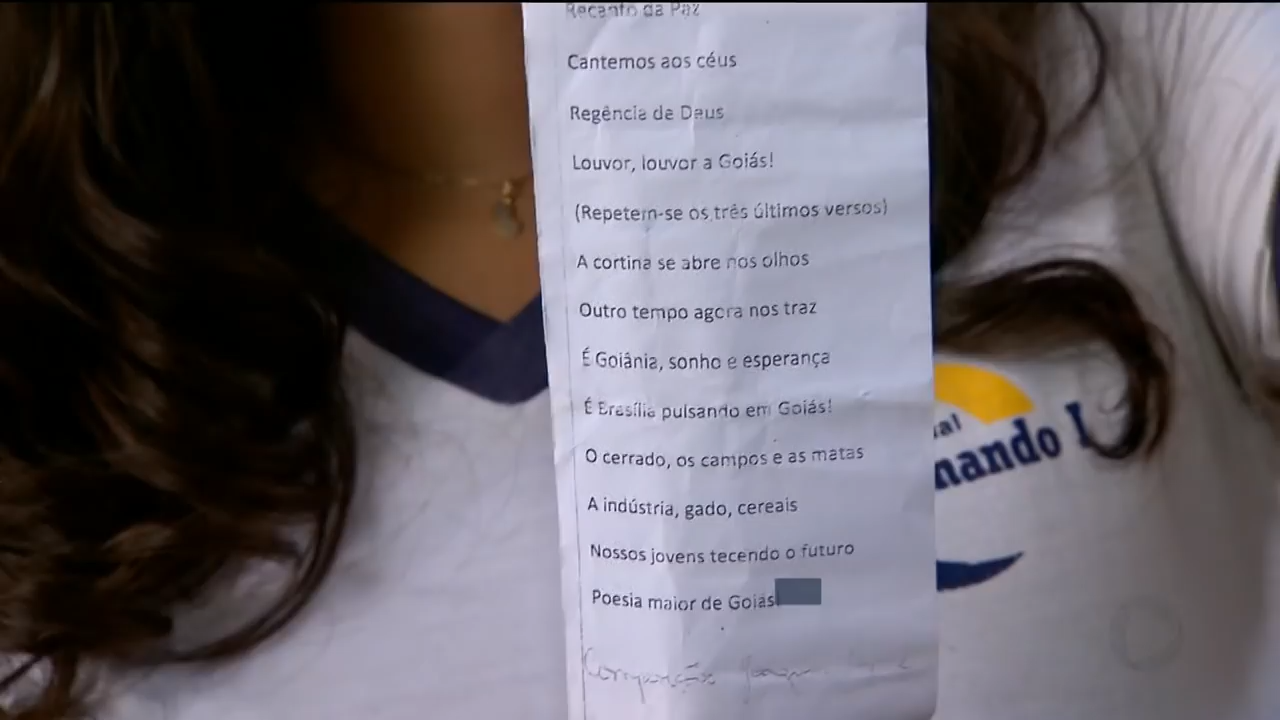 Recanto da Paz
Cantemos aos céus
Regência de Deus
Louvor, louvor a Goiás!
(Repetem-se os três últimos versos)
A cortina se abre nos olhos
Outro tempo agora nos traz
É Goiânia, sonho e esperança
É Brasília pulsando em Goiás!
O cerrado, os campos e as matas
A indústria, gado, cereais
Nossos jovens tecendo o futuro
Poesia maior de Goiás!